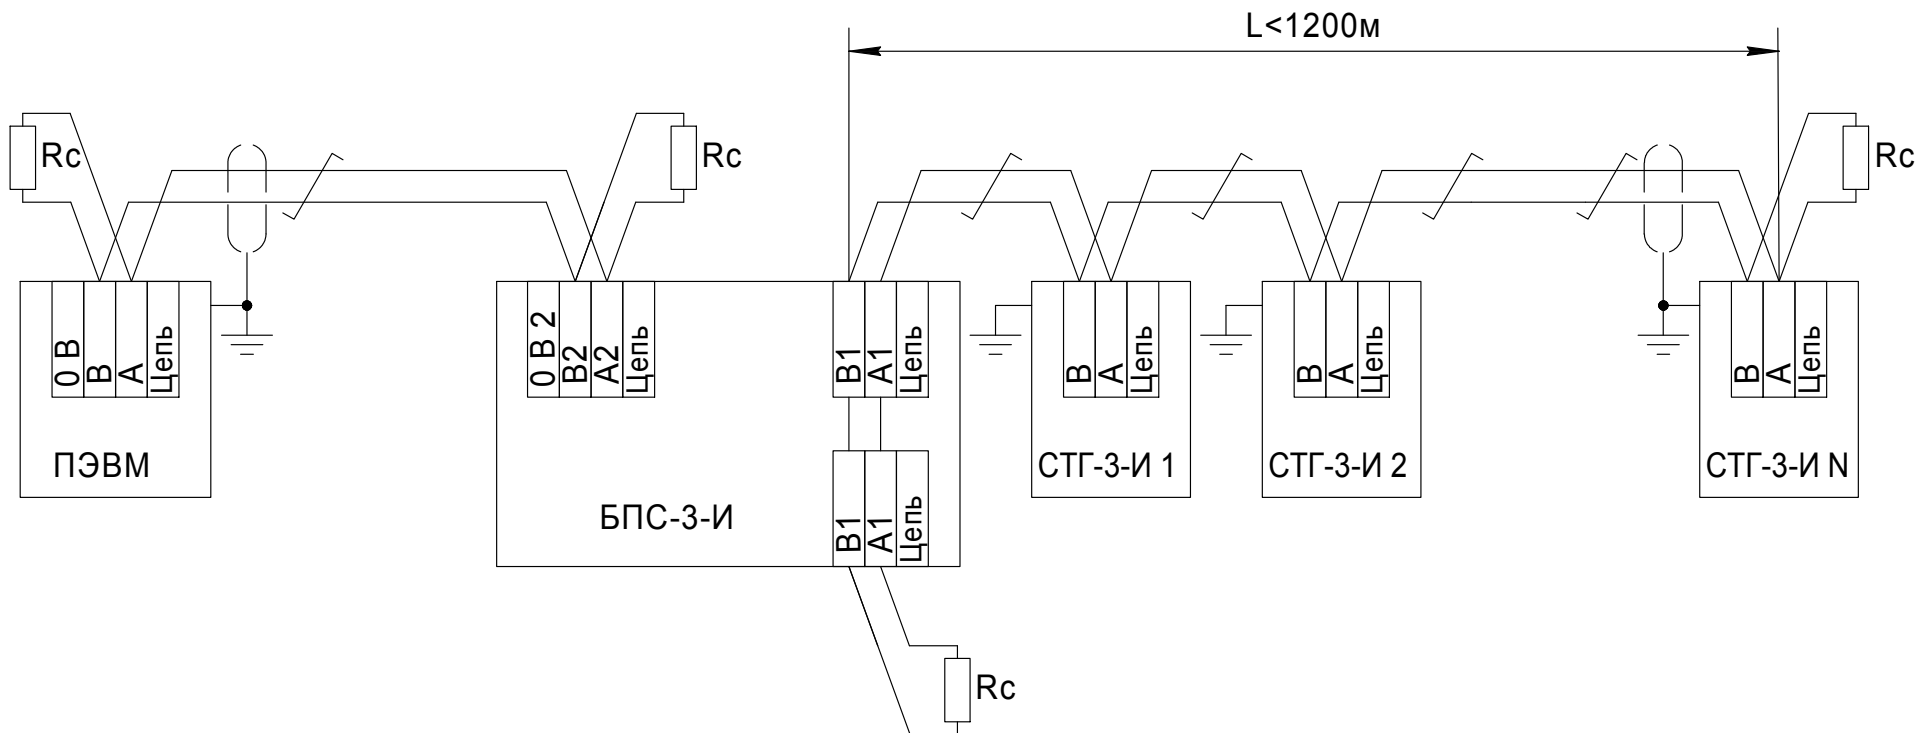 L<1200м
Rc
Rc
Rc
0 В
В
А
Цепь
0 В 2
В2
А2
Цепь
В1
А1
Цепь
В
А
Цепь
В
А
Цепь
В
А
Цепь
ПЭВМ
СТГ-3-И 1
СТГ-3-И 2
СТГ-3-И N
БПС-3-И
В1
А1
Цепь
Rc